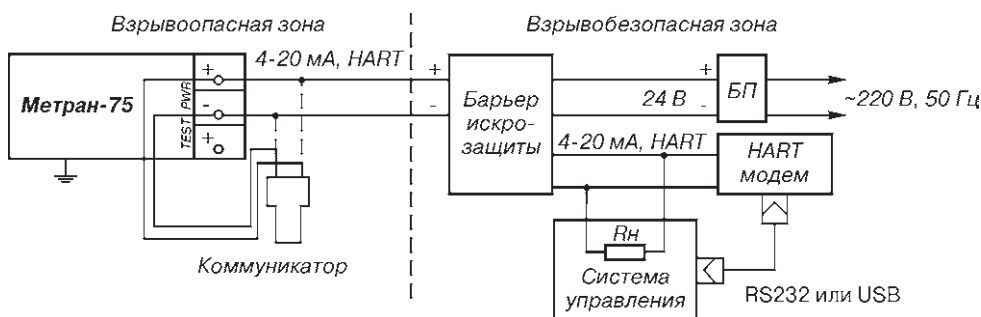 Взрывоопасная зона
Взрывобезопасная зона
4-20 мА, HART
Метран-75
+
PWR
-
TEST
+
+
-
Барьер
искро-
защиты
+
24 В
-
БП
~220 В, 50 Гц
4-20 мА, HART
HART
модем
Rн
Система
управления
RS232 или USB
Коммуникатор